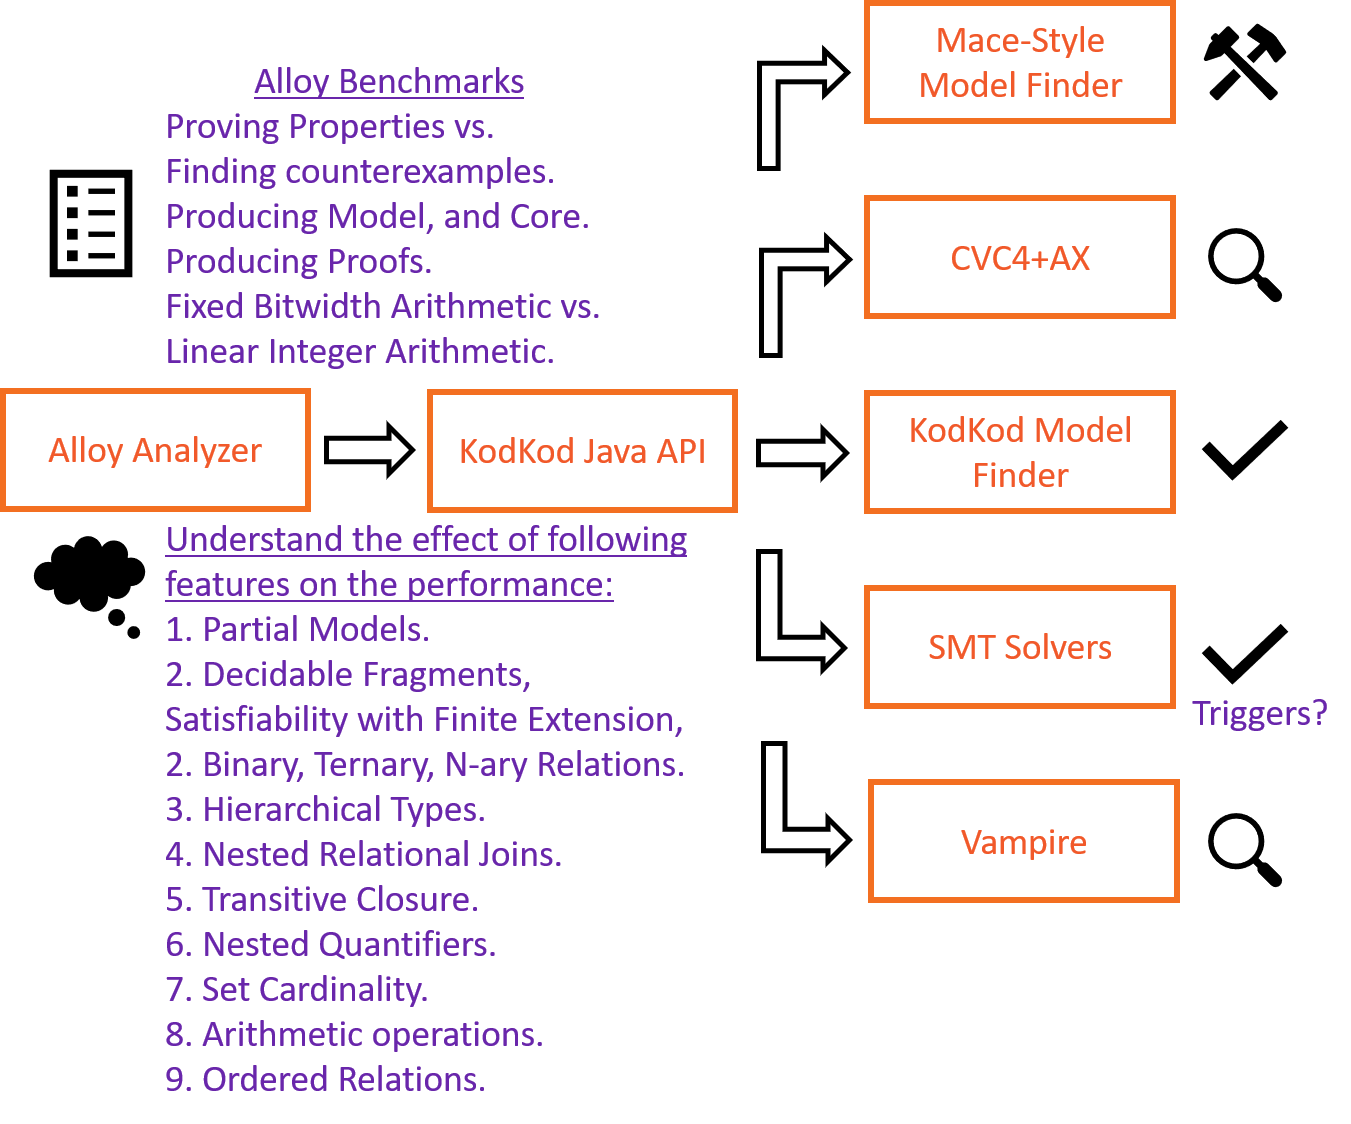 Alloy Benchmarks
Proving Properties vs.
Finding counterexamples.
Producing Model, and Core.
Producing Proofs.
Fixed Bitwidth Arithmetic vs.
Linear Integer Arithmetic.
Alloy Analyzer
KodKod Java API
Understand the effect of following
features on the performance:
1. Partial Models.
2. Decidable Fragments,
Satisfiability with Finite Extension,
2. Binary, Ternary, N-ary Relations.
3. Hierarchical Types.
4. Nested Relational Joins.
5. Transitive Closure.
6. Nested Quantifiers.
7. Set Cardinality.
8. Arithmetic operations.
9. Ordered Relations.
Mace-Style
Model Finder
CVC4+AX
KodKod Model
Finder
SMT Solvers
Triggers?
Vampire